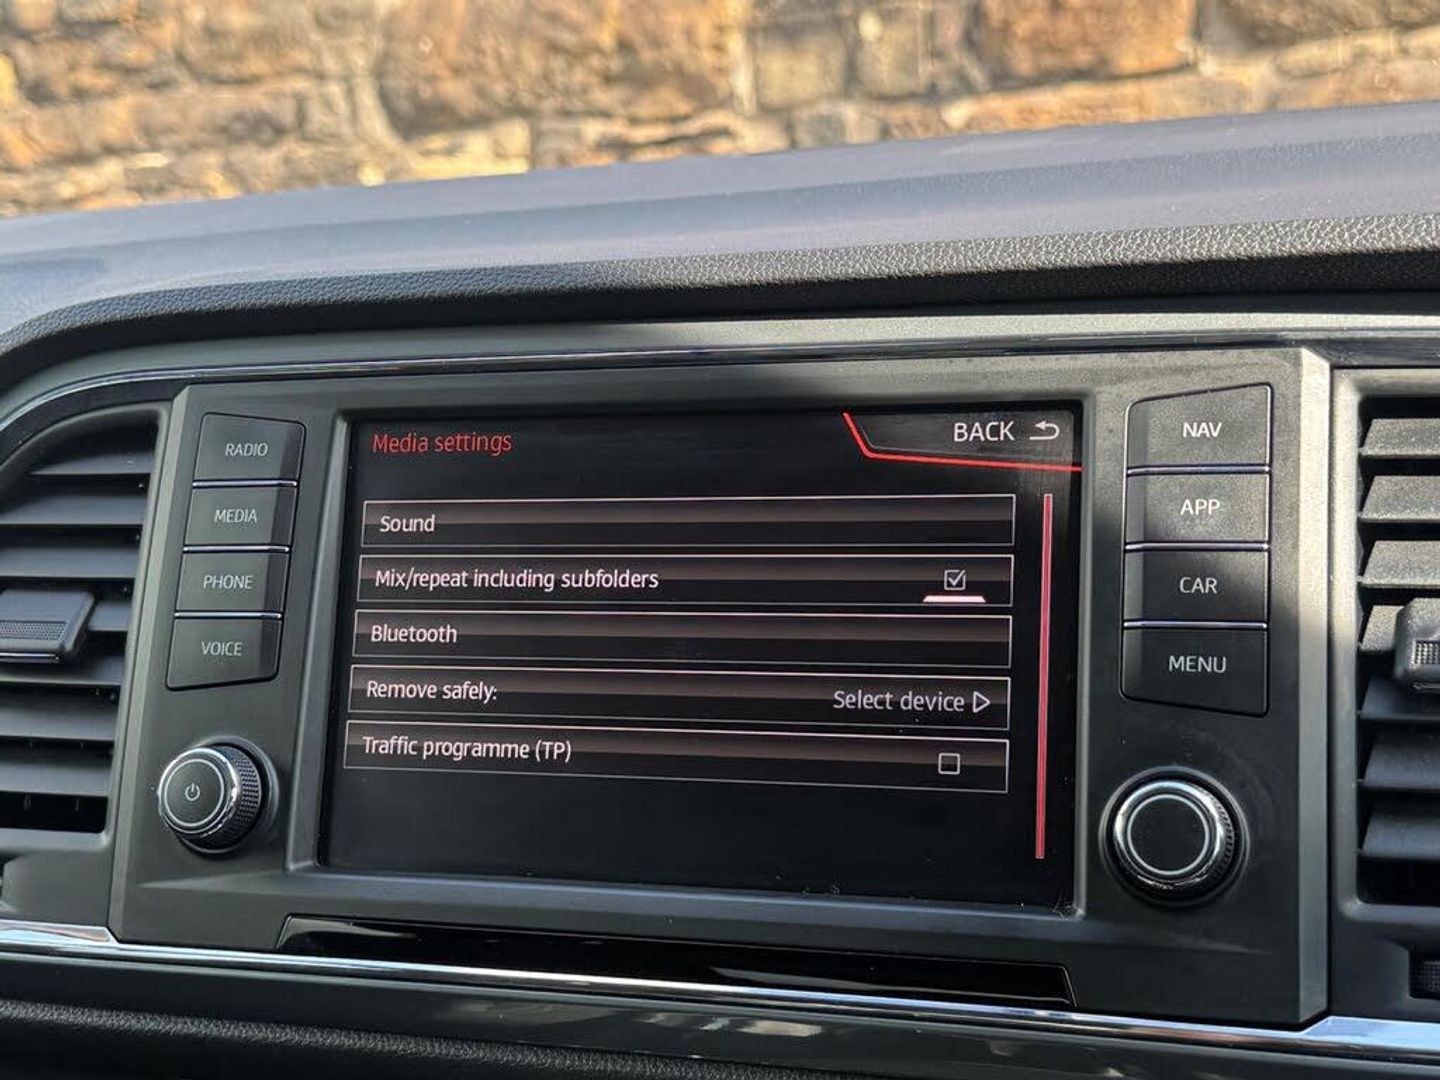 RADIO
MEDIA
PHONE
VOICE
Media settings
BACK
Sound
Mix/repeat including subfolders
Bluetooth
Remove safely: Select device
Traffic programme (TP)
NAV
APP
CAR
MENU